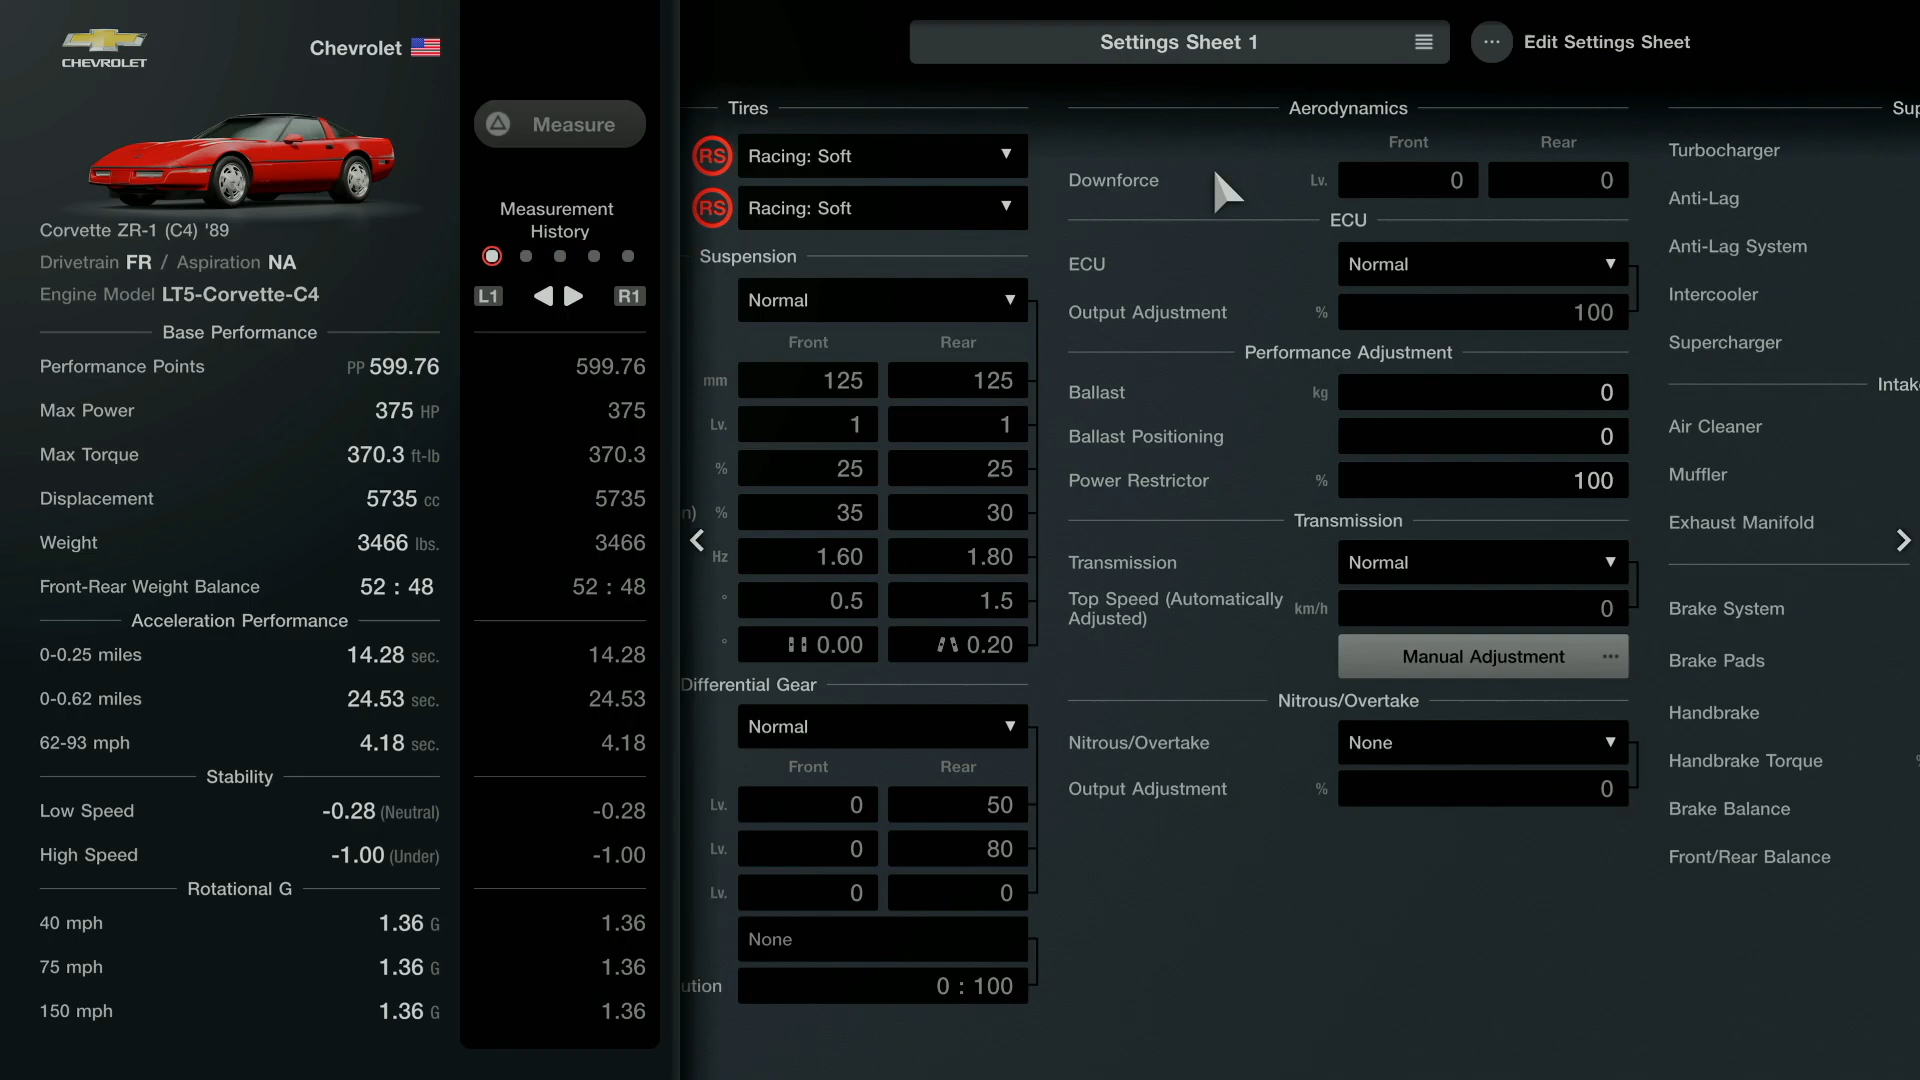 CHEVROLET
Chevrolet
Corvette ZR-1 (C4) '89
Drivetrain FR / Aspiration NA
Engine Model LT5-Corvette-C4
Base Performance
Performance Points PP 599.76
Max Power 375 HP
Max Torque 370.3 ft-lb
Displacement 5735 cc
Weight 3466 lbs.
Front-Rear Weight Balance 52 : 48
Acceleration Performance
0-0.25 miles 14.28 sec.
0-0.62 miles 24.53 sec.
62-93 mph 4.18 sec.
Stability
Low Speed -0.28 (Neutral)
High Speed -1.00 (Under)
Rotational G
40 mph 1.36 G
75 mph 1.36 G
150 mph 1.36 G
Measure
Measurement
History
L1 R1
599.76
375
370.3
5735
3466
52 : 48
14.28
24.53
4.18
-0.28
-1.00
1.36
1.36
1.36
Settings Sheet 1
Edit Settings Sheet
Tires
RS Racing: Soft
RS Racing: Soft
Suspension
Normal
Front Rear
mm 125 125
Lv. 1 1
% 25 25
n) % 35 30
Hz 1.60 1.80
° 0.5 1.5
° 0.00 0.20
Differential Gear
Normal
Front Rear
Lv. 0 50
Lv. 0 80
Lv. 0 0
None
ution 0 : 100
Aerodynamics
Front Rear
Downforce Lv. 0 0
ECU
ECU Normal
Output Adjustment % 100
Performance Adjustment
Ballast kg 0
Ballast Positioning 0
Power Restrictor % 100
Transmission
Transmission Normal
Top Speed (Automatically
Adjusted) km/h 0
Manual Adjustment
Nitrous/Overtake
Nitrous/Overtake None
Output Adjustment % 0
Sup
Turbocharger
Anti-Lag
Anti-Lag System
Intercooler
Supercharger
Intak
Air Cleaner
Muffler
Exhaust Manifold
Brake System
Brake Pads
Handbrake
Handbrake Torque
Brake Balance
Front/Rear Balance